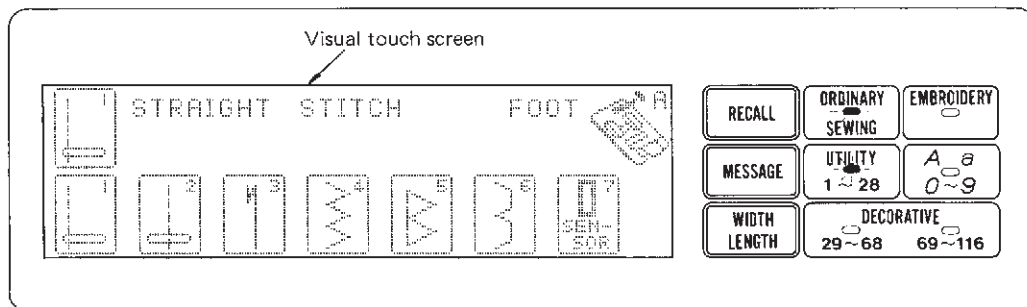 Visual touch screen
1 STRAIGHT STITCH FOOT A
1 2 3 4 5 6 7
SEN-
SOR
RECALL
ORDINARY
SEWING
EMBROIDERY
MESSAGE
UTILITY
1~28
A a
0~9
WIDTH
LENGTH
DECORATIVE
29~68 69~116